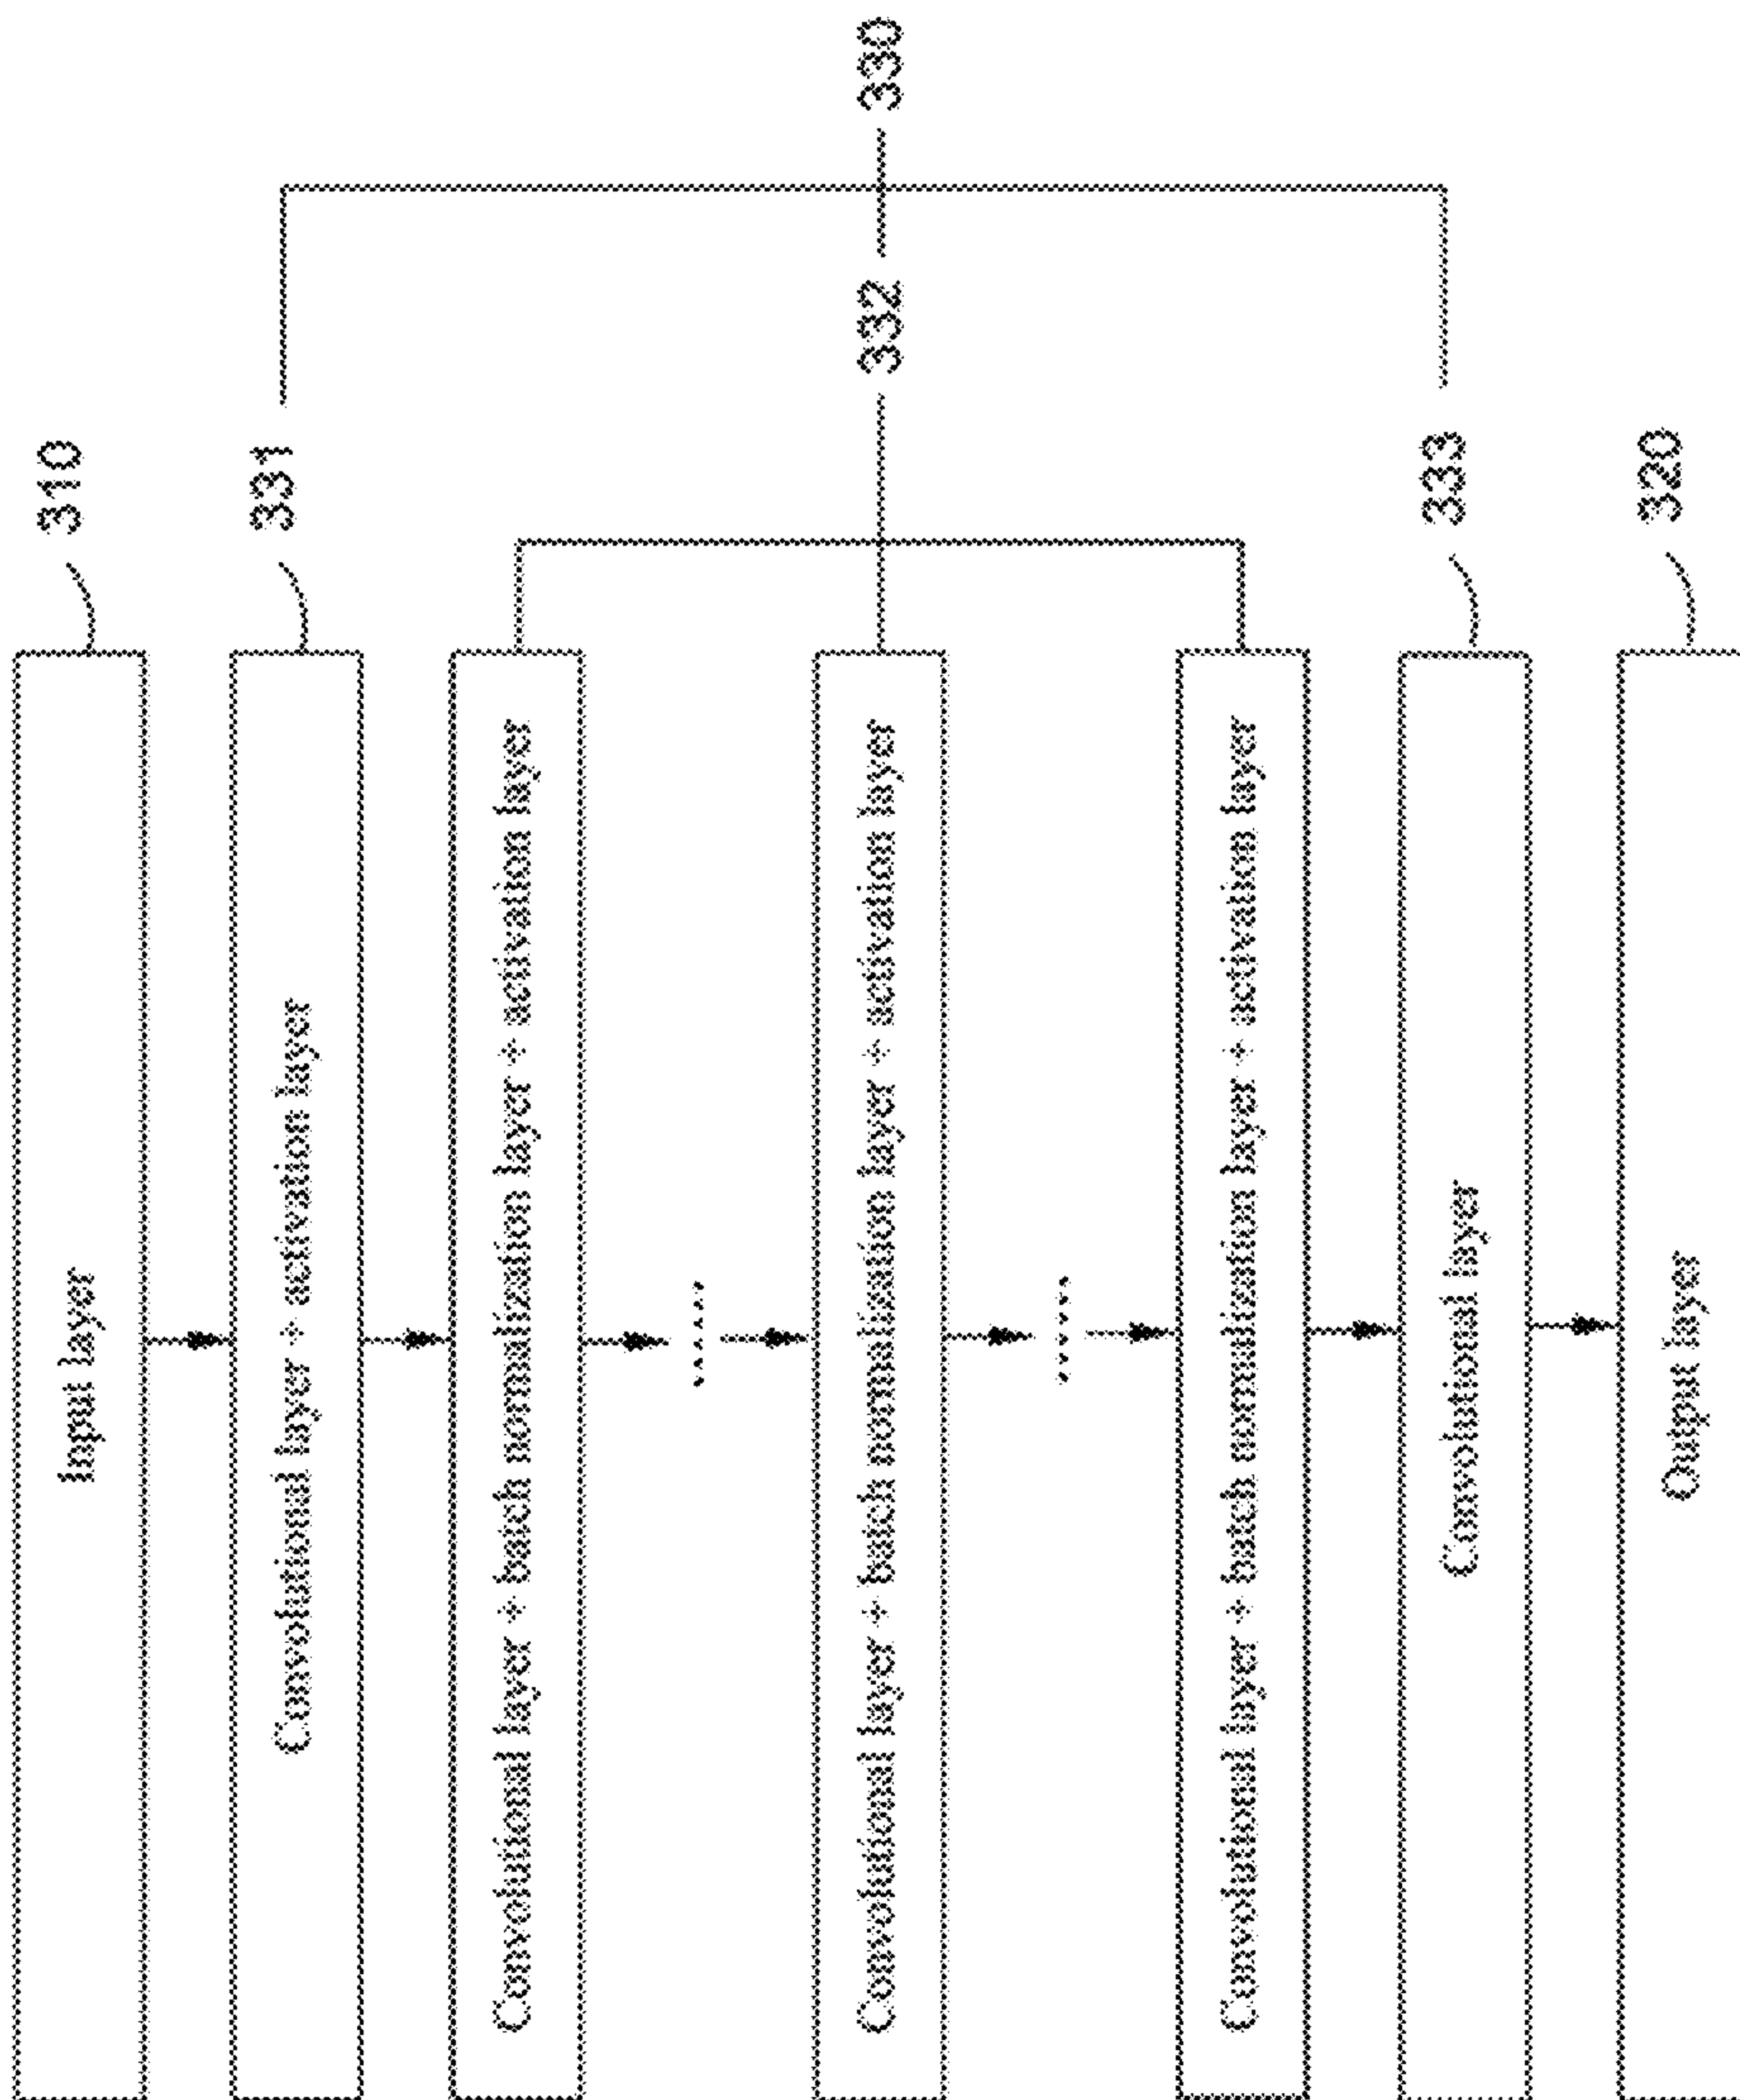 Input layer
310
Convolutional layer + activation layer
331
Convolutional layer + batch normalization layer + activation layer
......
Convolutional layer + batch normalization layer + activation layer
332
330
......
Convolutional layer + batch normalization layer + activation layer
Convolutional layer
333
Output layer
320